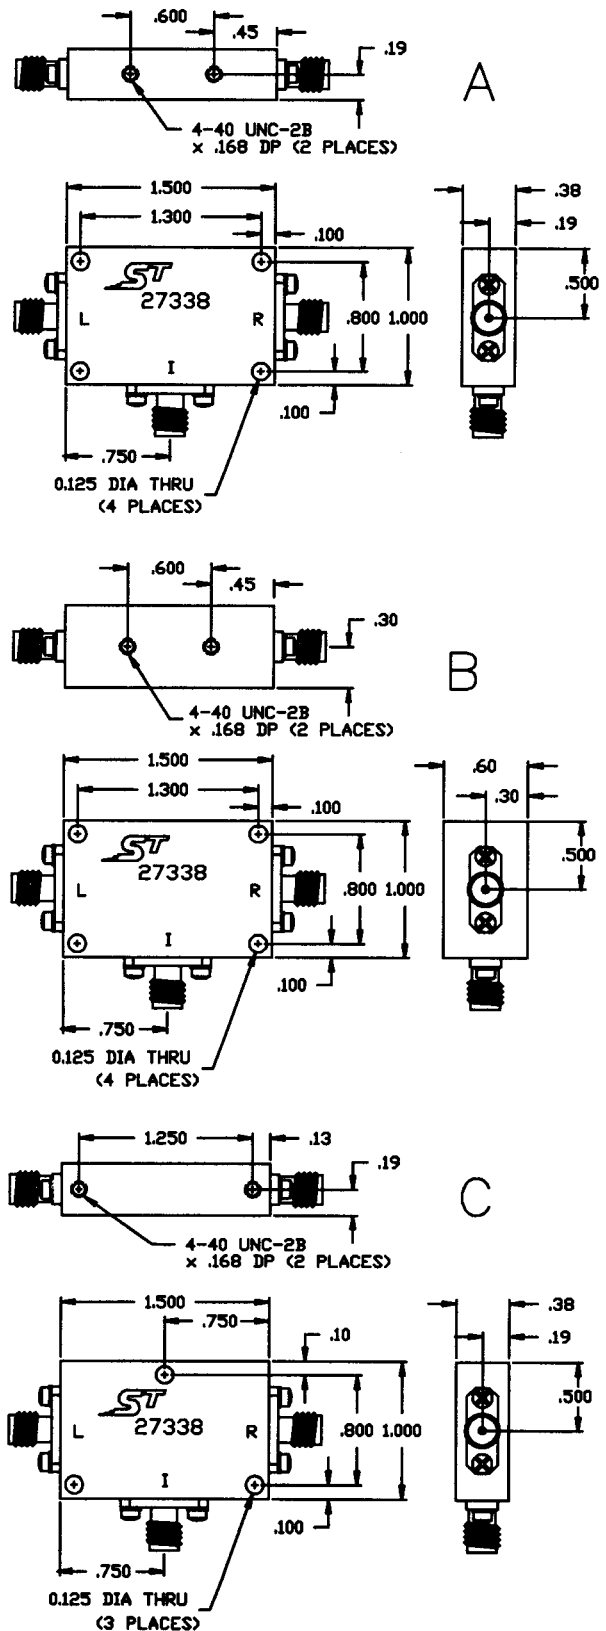 .600
.45
.19
A
4-40 UNC-2B
x .168 DP (2 PLACES)
1.500
.38
1.300
.19
.100
ST
27338
.500
L
R
.800 1.000
I
.100
.750
0.125 DIA THRU
(4 PLACES)
.600
.45
.30
B
4-40 UNC-2B
x .168 DP (2 PLACES)
1.500
.60
1.300
.30
.100
ST
27338
.500
L
R
.800 1.000
I
.100
.750
0.125 DIA THRU
(4 PLACES)
1.250
.13
.19
C
4-40 UNC-2B
x .168 DP (2 PLACES)
1.500
.38
.750
.10
.19
ST
27338
.500
L
R
.800 1.000
I
.100
.750
0.125 DIA THRU
(3 PLACES)